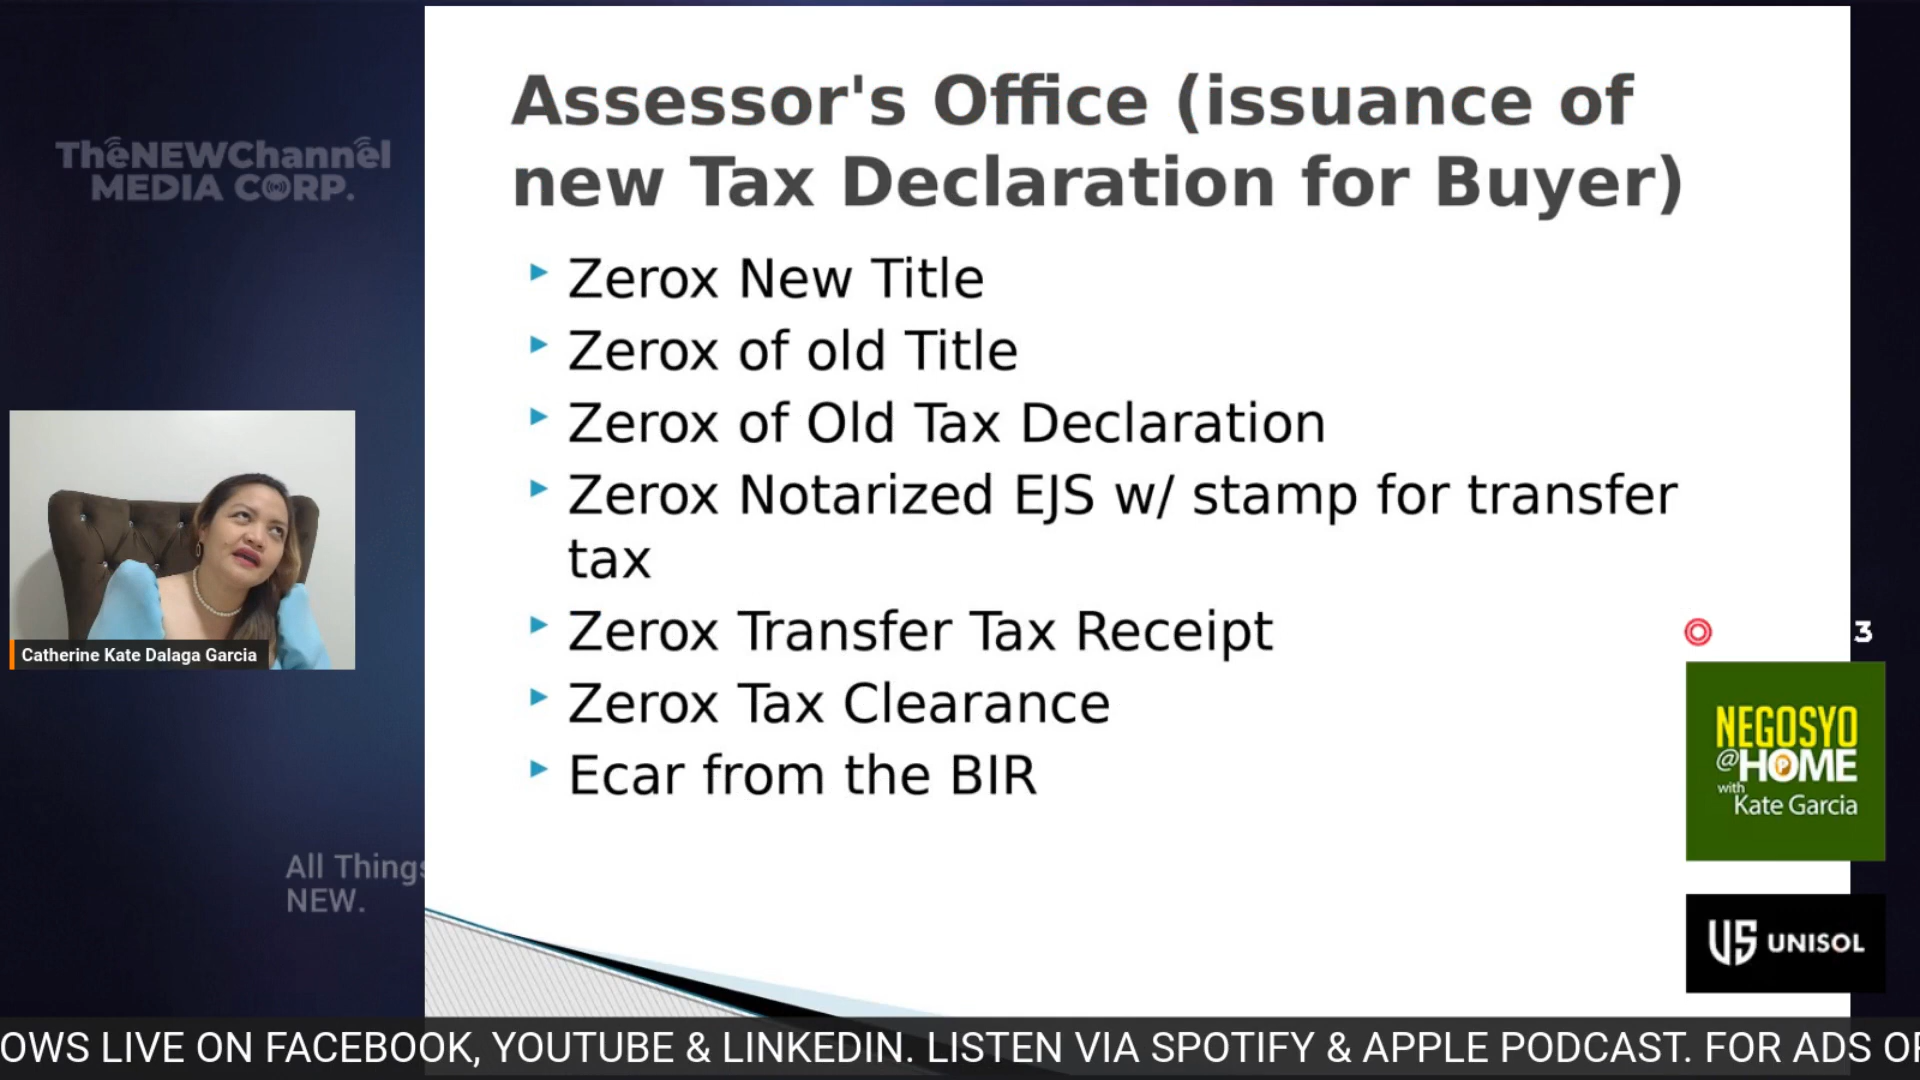 TheNEWChannel
MEDIA CORP.
Assessor's Office (issuance of
new Tax Declaration for Buyer)
Zerox New Title
Zerox of old Title
Zerox of Old Tax Declaration
Zerox Notarized EJS w/ stamp for transfer
tax
Zerox Transfer Tax Receipt
Zerox Tax Clearance
Ecar from the BIR
Catherine Kate Dalaga Garcia
3
NEGOSYO
@HOME
with
Kate Garcia
All Things
NEW.
US UNISOL
OWS LIVE ON FACEBOOK, YOUTUBE & LINKEDIN. LISTEN VIA SPOTIFY & APPLE PODCAST. FOR ADS OR